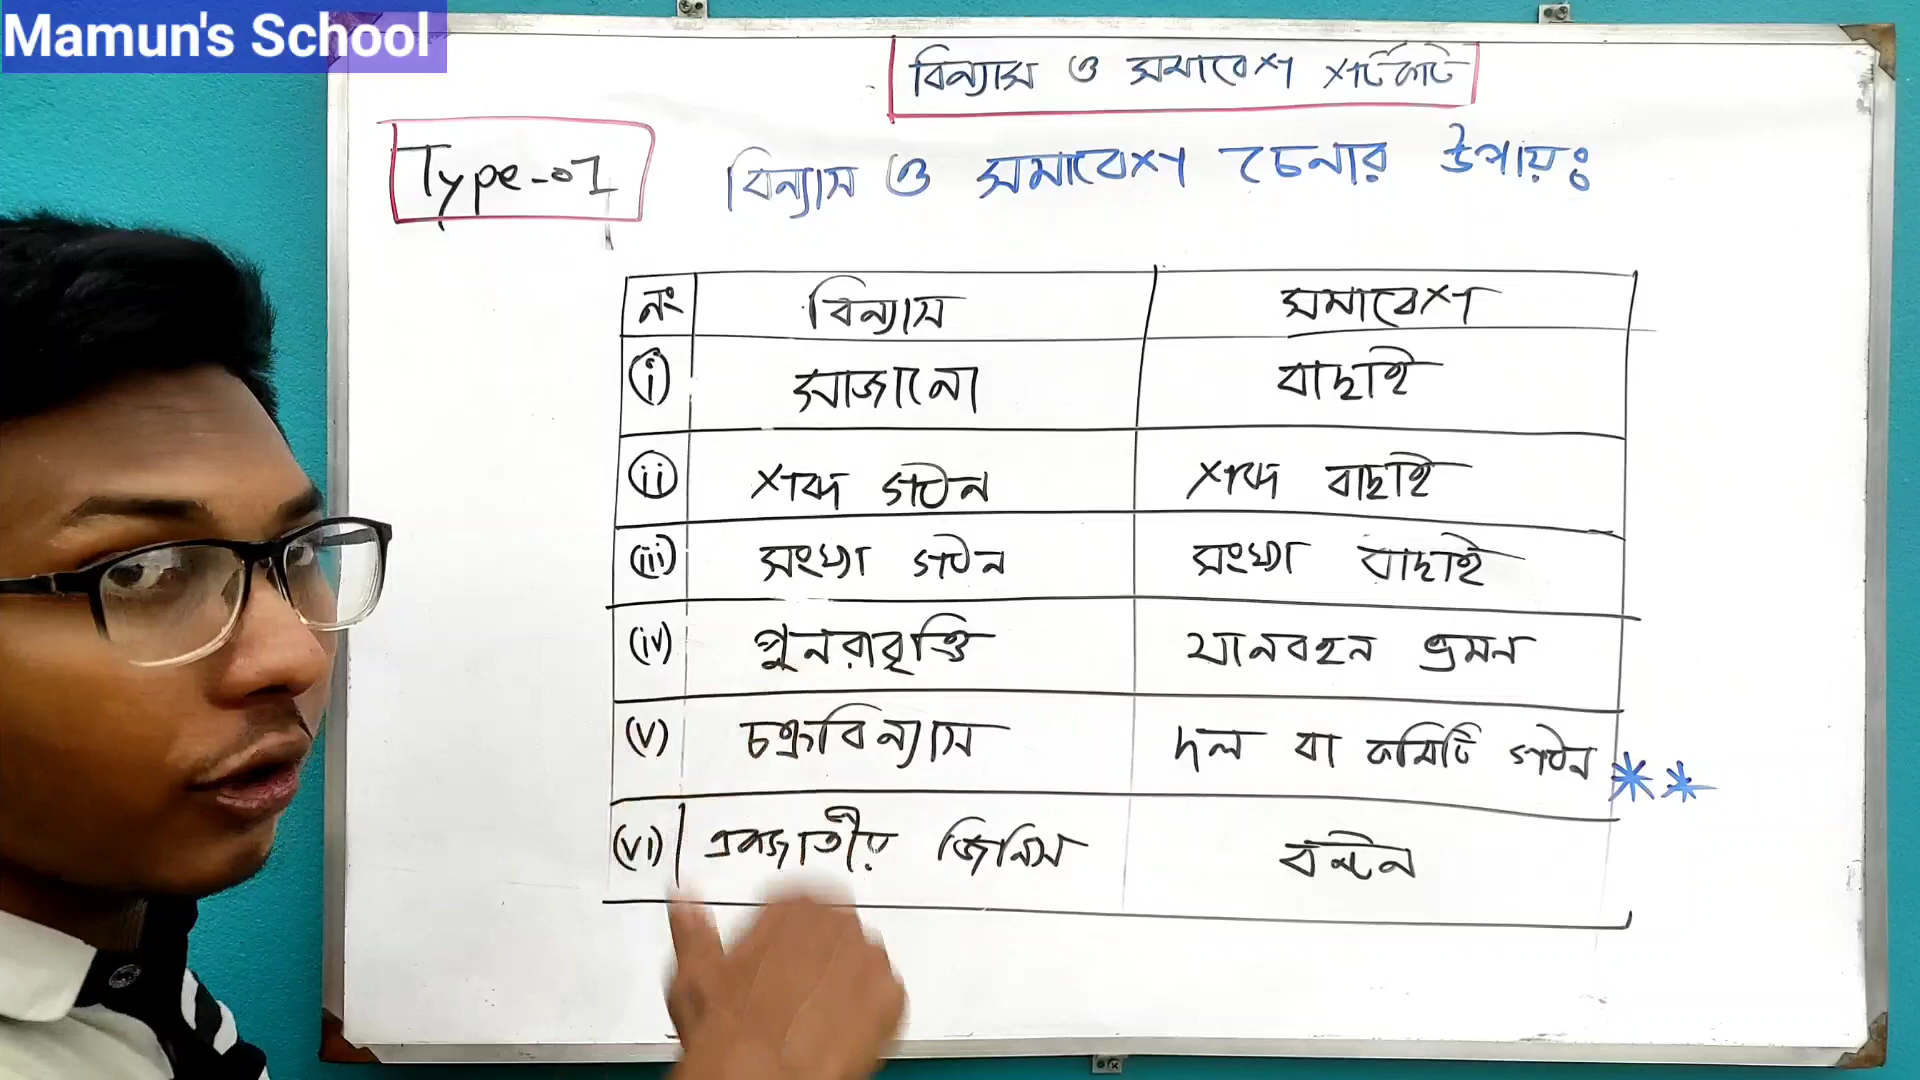 Mamun's School
বিন্যাস ও সমাবেশ শর্টকাট
Type-01 বিন্যাস ও সমাবেশ চেনার উপায়ঃ
নং বিন্যাস সমাবেশ
(i) সাজানো বাছাই
(ii) শব্দ গঠন শব্দ বাছাই
(iii) সংখ্যা গঠন সংখ্যা বাছাই
(iv) পুনরাবৃত্তি যানবহন ভ্রমন
(v) চক্রবিন্যাস দল বা কমিটি গঠন **
(vi) একজাতীয় জিনিস বন্টন